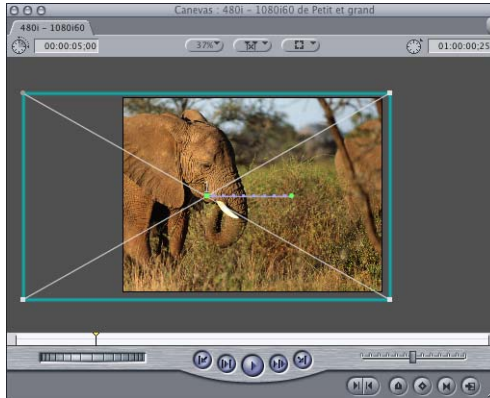 Canevas : 480i – 1080i60 de Petit et grand
480i – 1080i60
00:00:05;00
37%
01:00:00;25